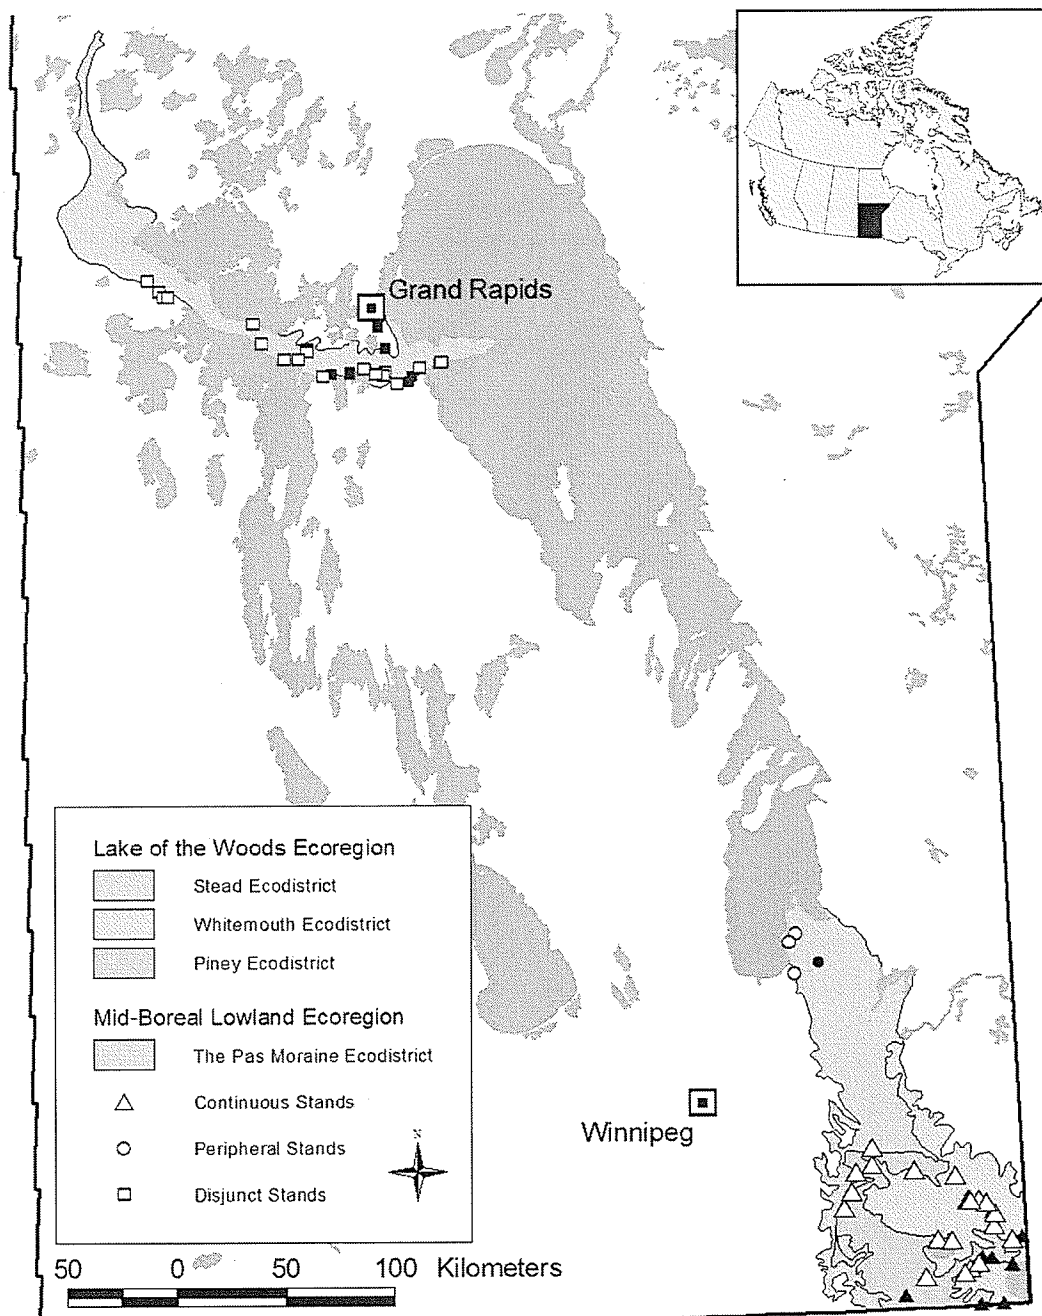 Grand Rapids
Lake of the Woods Ecoregion
Stead Ecodistrict
Whitemouth Ecodistrict
Piney Ecodistrict
Mid-Boreal Lowland Ecoregion
The Pas Moraine Ecodistrict
Continuous Stands
Peripheral Stands
Disjunct Stands
N
Winnipeg
50 0 50 100 Kilometers